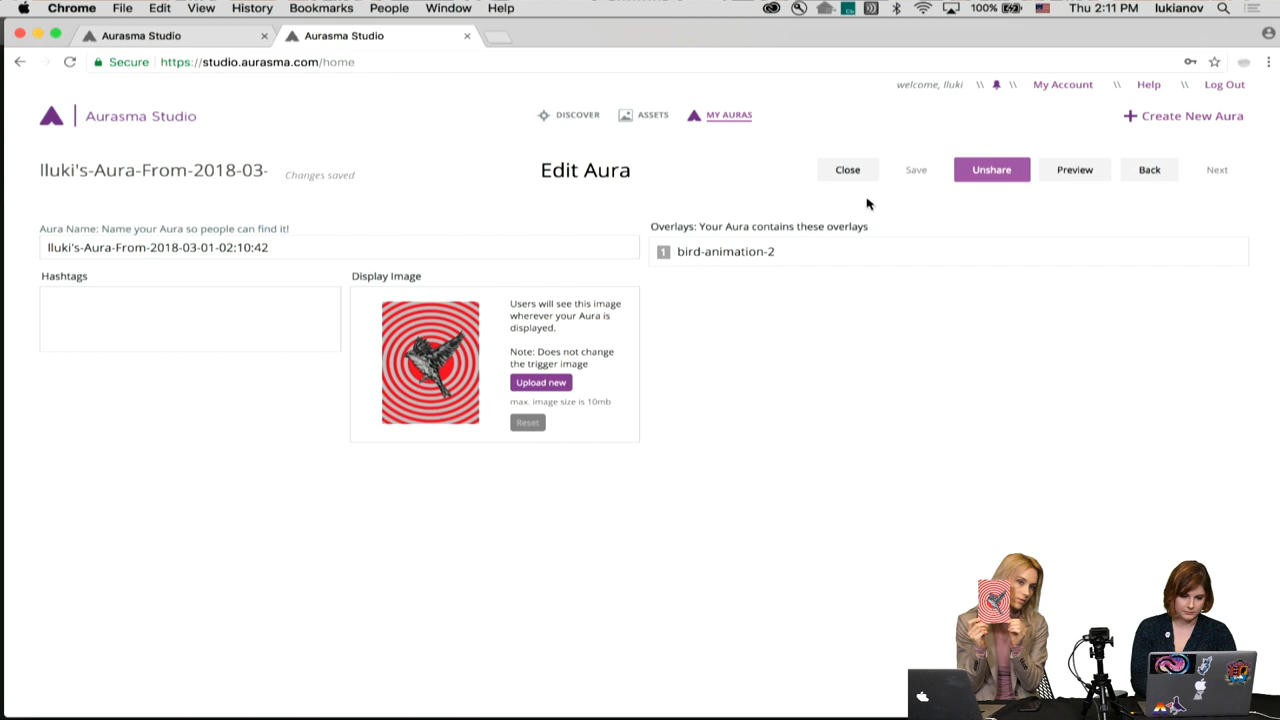 Chrome File Edit View History Bookmarks People Window Help 100% Thu 2:11 PM lukianov
Aurasma Studio Aurasma Studio
Secure https://studio.aurasma.com/home
welcome, lluki \\ \\ My Account \\ Help \\ Log Out
Aurasma Studio DISCOVER ASSETS MY AURAS + Create New Aura
lluki's-Aura-From-2018-03- Changes saved Edit Aura Close Save Unshare Preview Back Next
Aura Name: Name your Aura so people can find it!
lluki's-Aura-From-2018-03-01-02:10:42
Overlays: Your Aura contains these overlays
1 bird-animation-2
Hashtags
Display Image
Users will see this image
wherever your Aura is
displayed.
Note: Does not change
the trigger image
Upload new
max. image size is 10mb
Reset